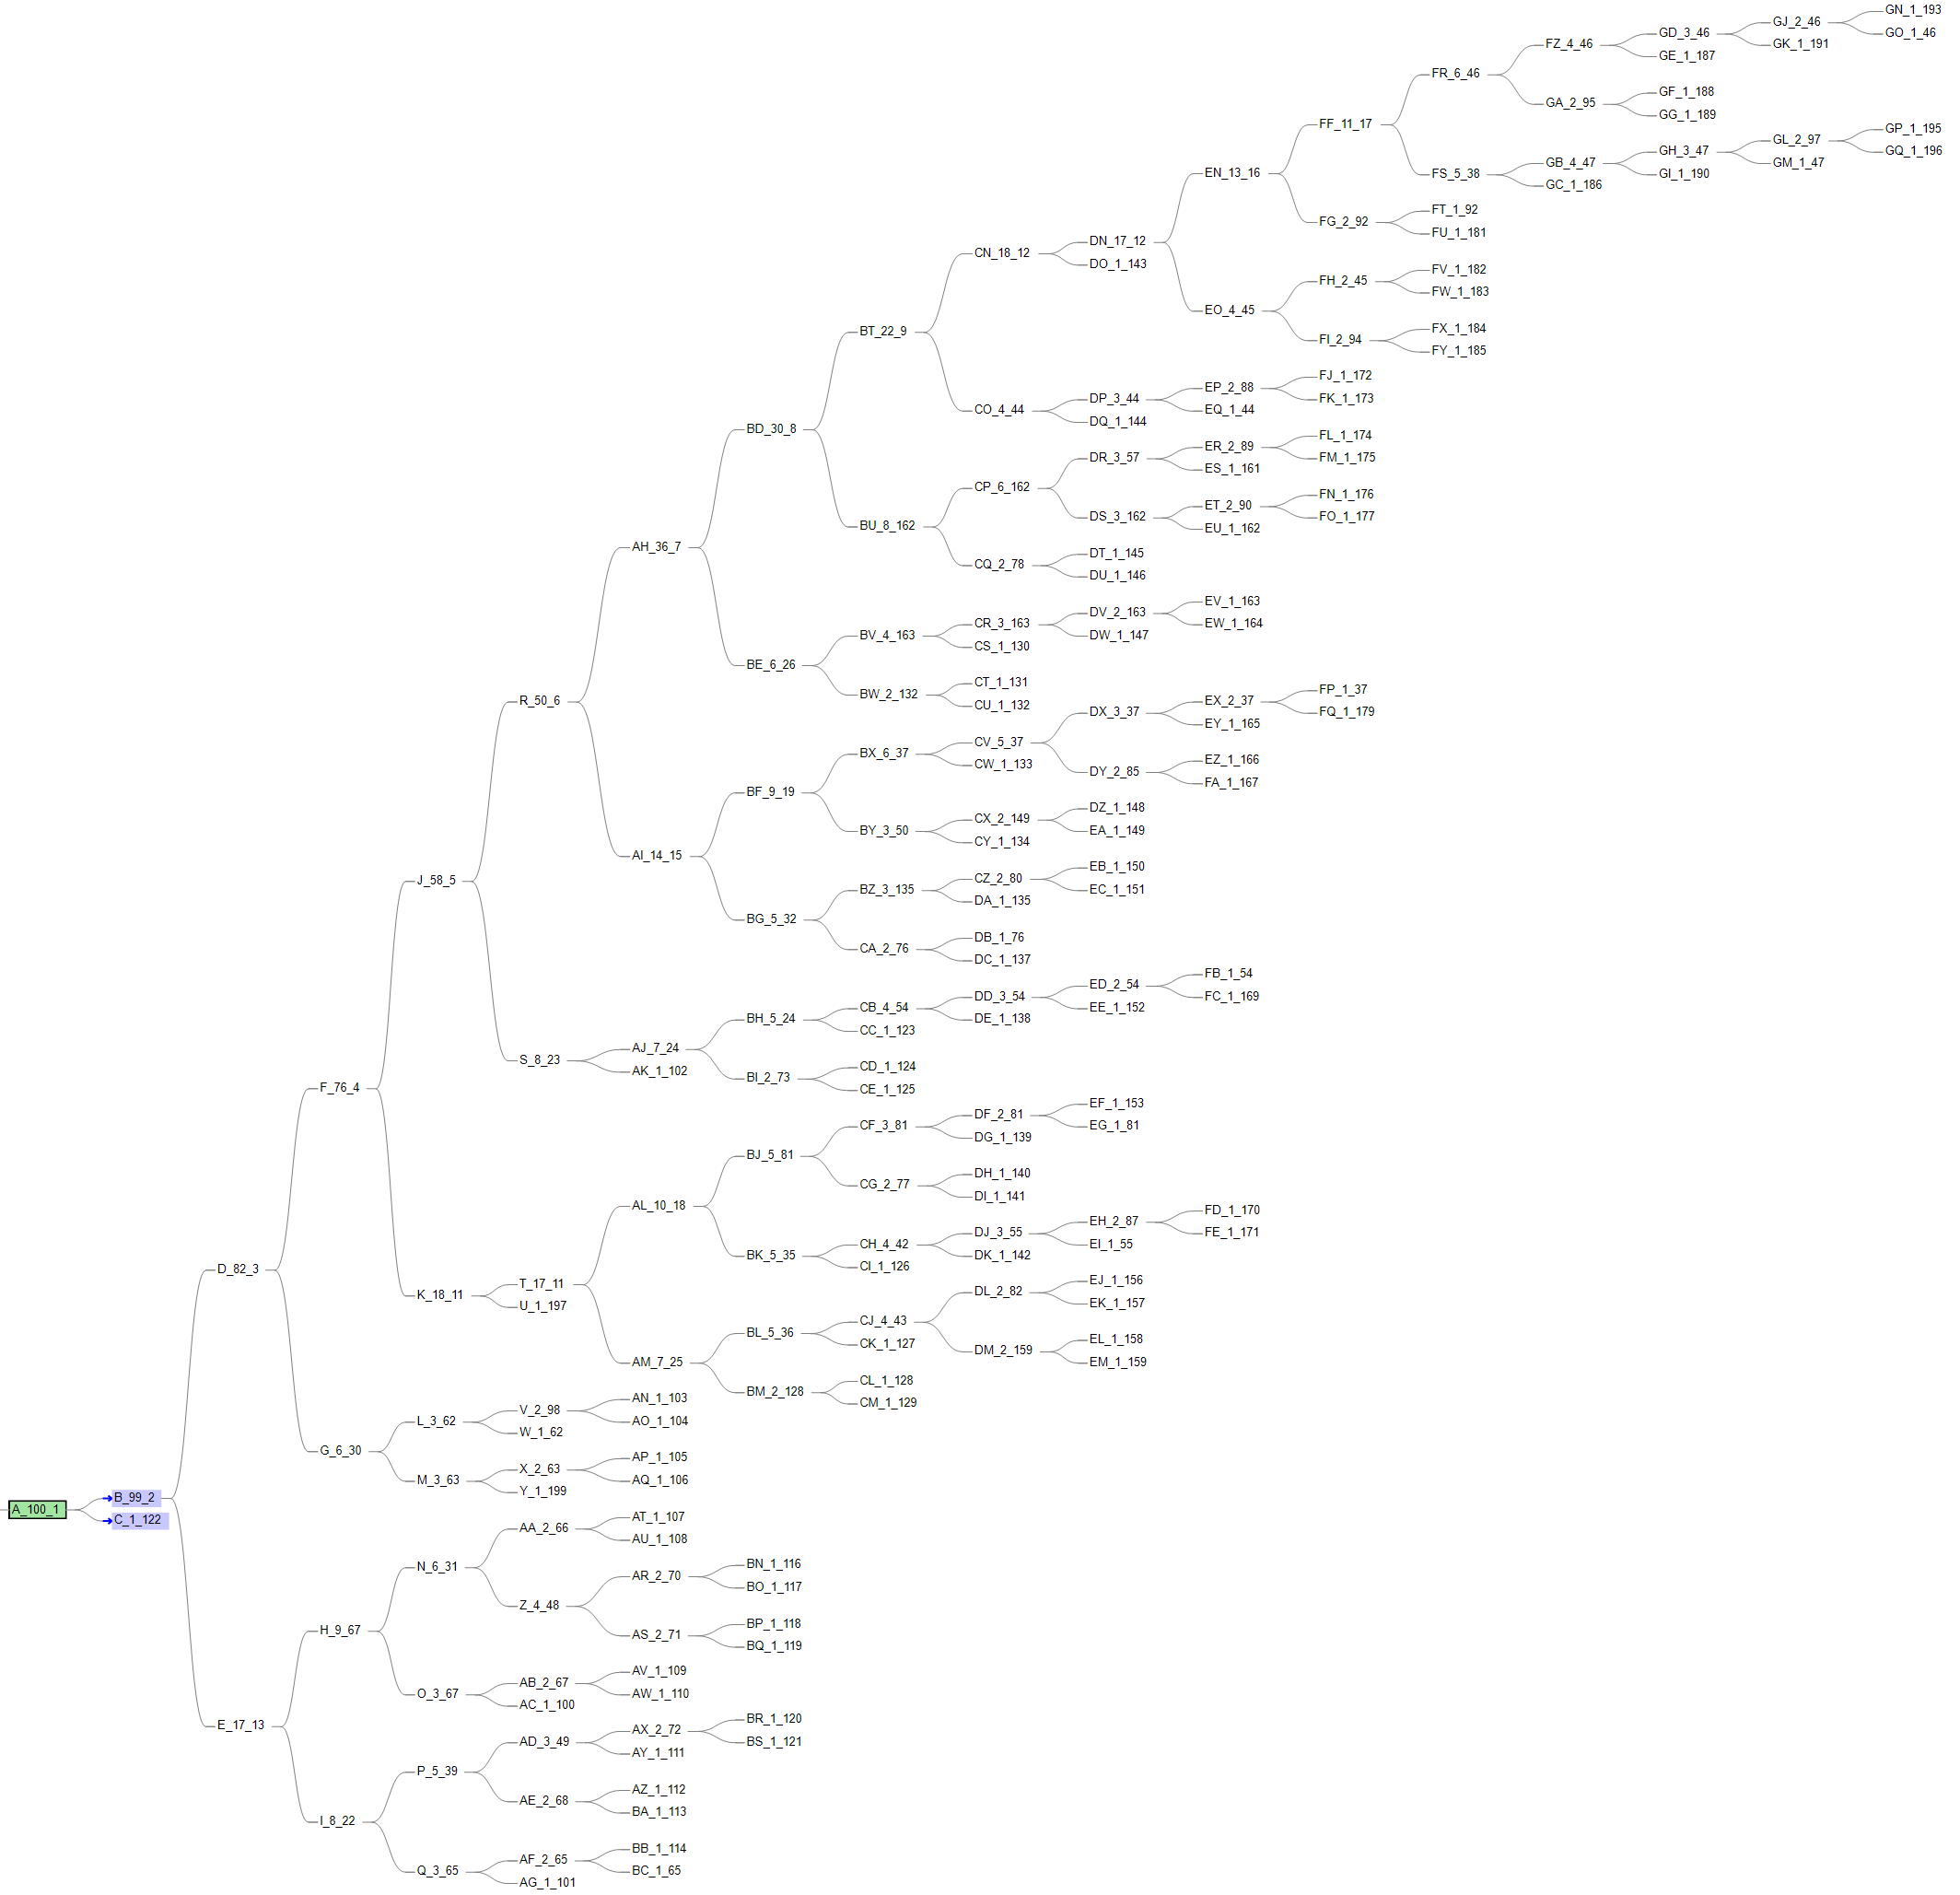 GN_1_193
GJ_2_46
GD_3_46
GO_1_46
FZ_4_46
GK_1_191
GE_1_187
FR_6_46
GF_1_188
GA_2_95
GG_1_189
FF_11_17
GP_1_195
GL_2_97
GH_3_47
GQ_1_196
GB_4_47
GM_1_47
EN_13_16
FS_5_38
GI_1_190
GC_1_186
FT_1_92
FG_2_92
FU_1_181
DN_17_12
CN_18_12
DO_1_143
FV_1_182
FH_2_45
FW_1_183
EO_4_45
FX_1_184
BT_22_9
FI_2_94
FY_1_185
FJ_1_172
EP_2_88
DP_3_44
FK_1_173
CO_4_44
EQ_1_44
DQ_1_144
BD_30_8
FL_1_174
ER_2_89
DR_3_57
FM_1_175
ES_1_161
CP_6_162
FN_1_176
ET_2_90
DS_3_162
FO_1_177
BU_8_162
EU_1_162
AH_36_7
DT_1_145
CQ_2_78
DU_1_146
EV_1_163
DV_2_163
CR_3_163
EW_1_164
BV_4_163
DW_1_147
CS_1_130
BE_6_26
CT_1_131
BW_2_132
CU_1_132
FP_1_37
R_50_6
EX_2_37
DX_3_37
FQ_1_179
EY_1_165
CV_5_37
BX_6_37
EZ_1_166
CW_1_133
DY_2_85
FA_1_167
BF_9_19
DZ_1_148
CX_2_149
BY_3_50
EA_1_149
CY_1_134
AI_14_15
EB_1_150
J_58_5
CZ_2_80
BZ_3_135
EC_1_151
DA_1_135
BG_5_32
DB_1_76
CA_2_76
DC_1_137
FB_1_54
ED_2_54
DD_3_54
FC_1_169
CB_4_54
EE_1_152
BH_5_24
DE_1_138
CC_1_123
AJ_7_24
S_8_23
CD_1_124
AK_1_102
BI_2_73
CE_1_125
F_76_4
EF_1_153
DF_2_81
CF_3_81
EG_1_81
DG_1_139
BJ_5_81
DH_1_140
CG_2_77
DI_1_141
AL_10_18
FD_1_170
EH_2_87
DJ_3_55
FE_1_171
CH_4_42
EI_1_55
BK_5_35
DK_1_142
CI_1_126
D_82_3
EJ_1_156
T_17_11
DL_2_82
K_18_11
EK_1_157
U_1_197
CJ_4_43
BL_5_36
EL_1_158
CK_1_127
DM_2_159
AM_7_25
EM_1_159
CL_1_128
BM_2_128
AN_1_103
CM_1_129
V_2_98
L_3_62
AO_1_104
W_1_62
G_6_30
AP_1_105
X_2_63
M_3_63
AQ_1_106
Y_1_199
B_99_2
A_100_1
C_1_122
AT_1_107
AA_2_66
AU_1_108
BN_1_116
N_6_31
AR_2_70
BO_1_117
Z_4_48
BP_1_118
H_9_67
AS_2_71
BQ_1_119
AV_1_109
AB_2_67
O_3_67
AW_1_110
AC_1_100
BR_1_120
E_17_13
AX_2_72
AD_3_49
BS_1_121
AY_1_111
P_5_39
AZ_1_112
AE_2_68
BA_1_113
I_8_22
BB_1_114
AF_2_65
Q_3_65
BC_1_65
AG_1_101